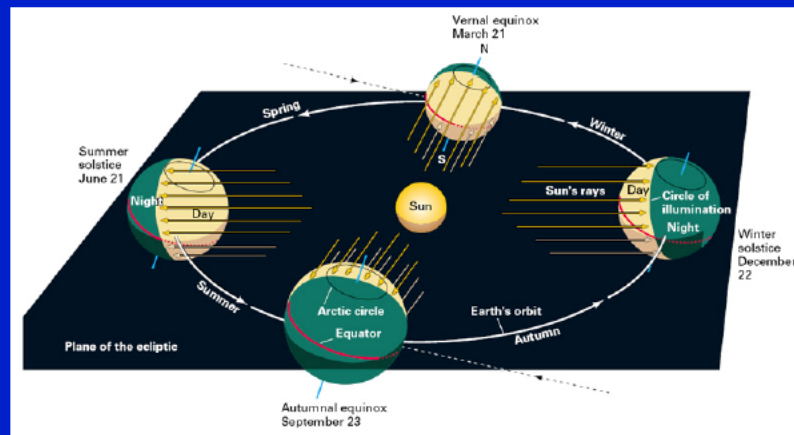 Vernal equinox
March 21
N
Spring
Winter
Summer
solstice
June 21
S
Night
Day
Sun
Sun's rays
Day
Circle of
illumination
Night
Winter
solstice
December
22
Summer
Arctic circle
Equator
Earth's orbit
Autumn
Plane of the ecliptic
Autumnal equinox
September 23